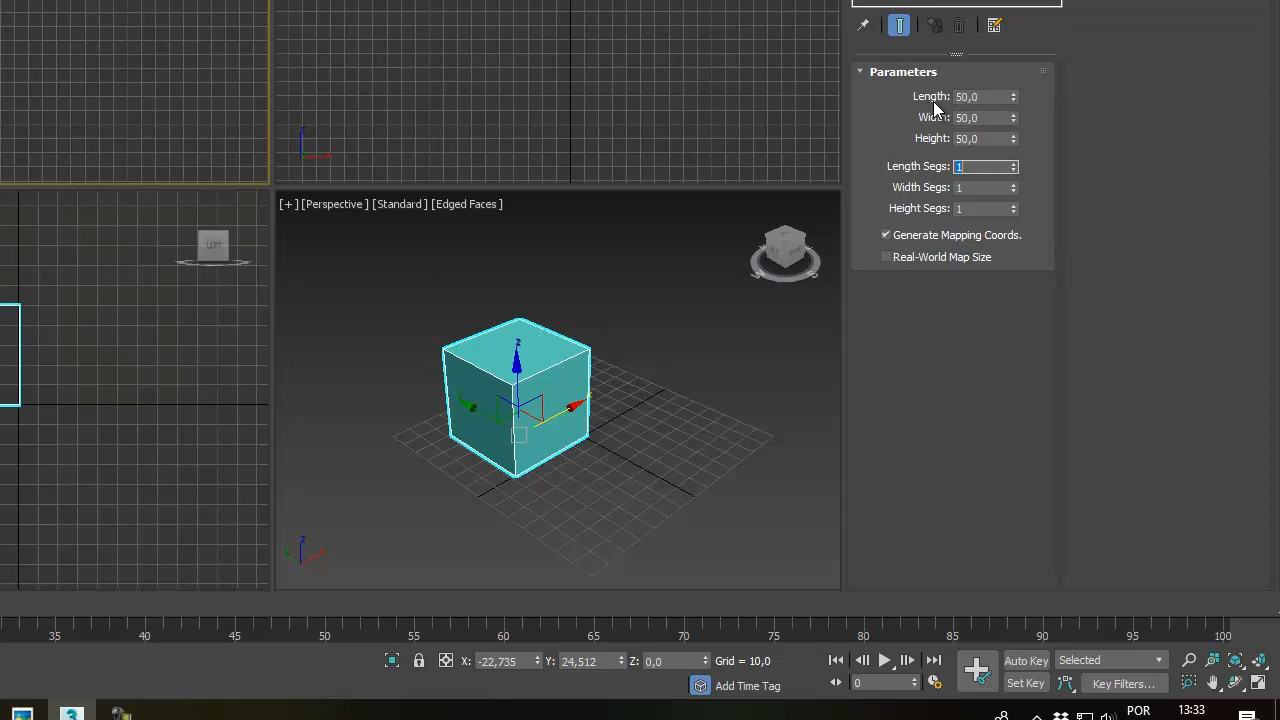 Parameters
Length: 50,0
Width: 50,0
Height: 50,0
Length Segs: 1
Width Segs: 1
Height Segs: 1
Generate Mapping Coords.
Real-World Map Size
[+] [Perspective] [Standard] [Edged Faces]
z
z
z
35 40 45 50 55 60 65 70 75 80 85 90 95 100
X: -22,735 Y: 24,512 Z: 0,0 Grid = 10,0
Auto Key Selected
Add Time Tag
0
Set Key Key Filters...
3
POR 13:33